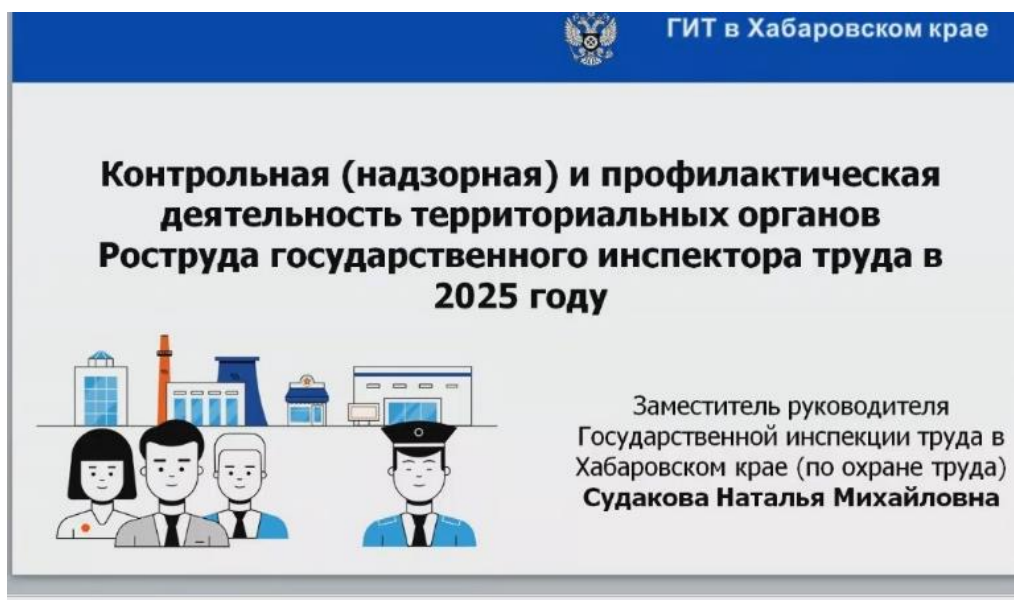 ГИТ в Хабаровском крае
Контрольная (надзорная) и профилактическая
деятельность территориальных органов
Роструда государственного инспектора труда в
2025 году
Заместитель руководителя
Государственной инспекции труда в
Хабаровском крае (по охране труда)
Судакова Наталья Михайловна